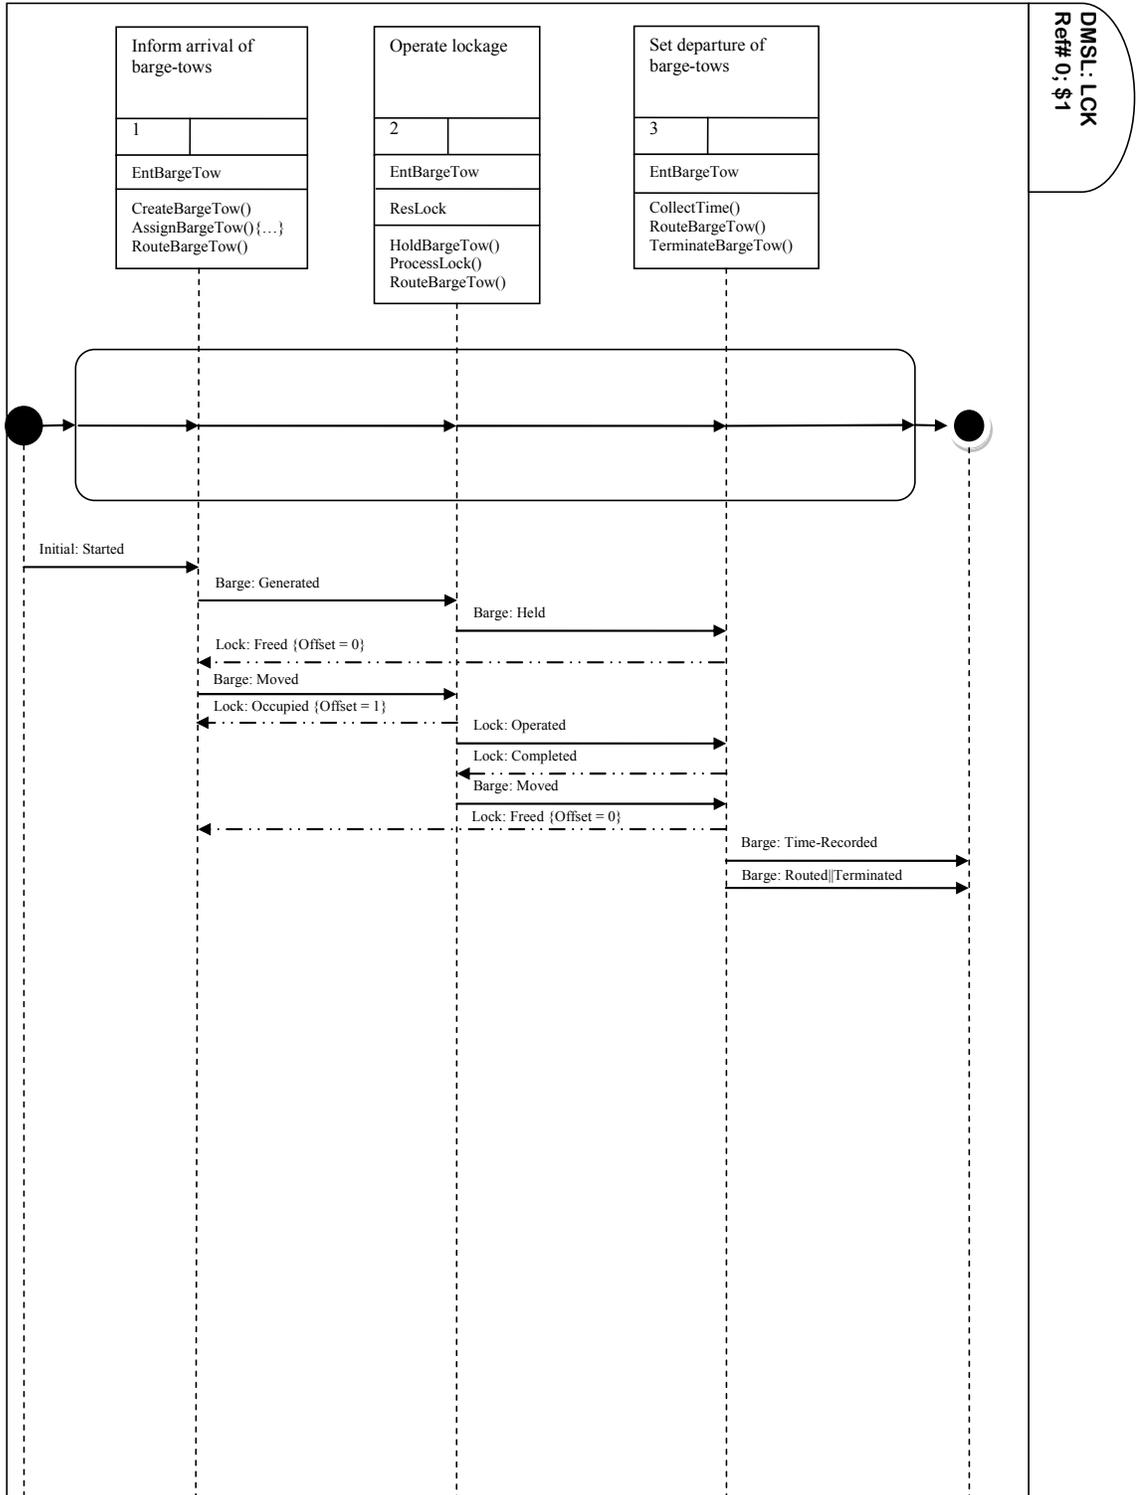 DMSL: LCK
Ref# 0; $1
Inform arrival of
barge-tows
1
EntBargeTow
CreateBargeTow()
AssignBargeTow(){…}
RouteBargeTow()
Operate lockage
2
EntBargeTow
ResLock
HoldBargeTow()
ProcessLock()
RouteBargeTow()
Set departure of
barge-tows
3
EntBargeTow
CollectTime()
RouteBargeTow()
TerminateBargeTow()
Initial: Started
Barge: Generated
Barge: Held
Lock: Freed {Offset = 0}
Barge: Moved
Lock: Occupied {Offset = 1}
Lock: Operated
Lock: Completed
Barge: Moved
Lock: Freed {Offset = 0}
Barge: Time-Recorded
Barge: Routed||Terminated